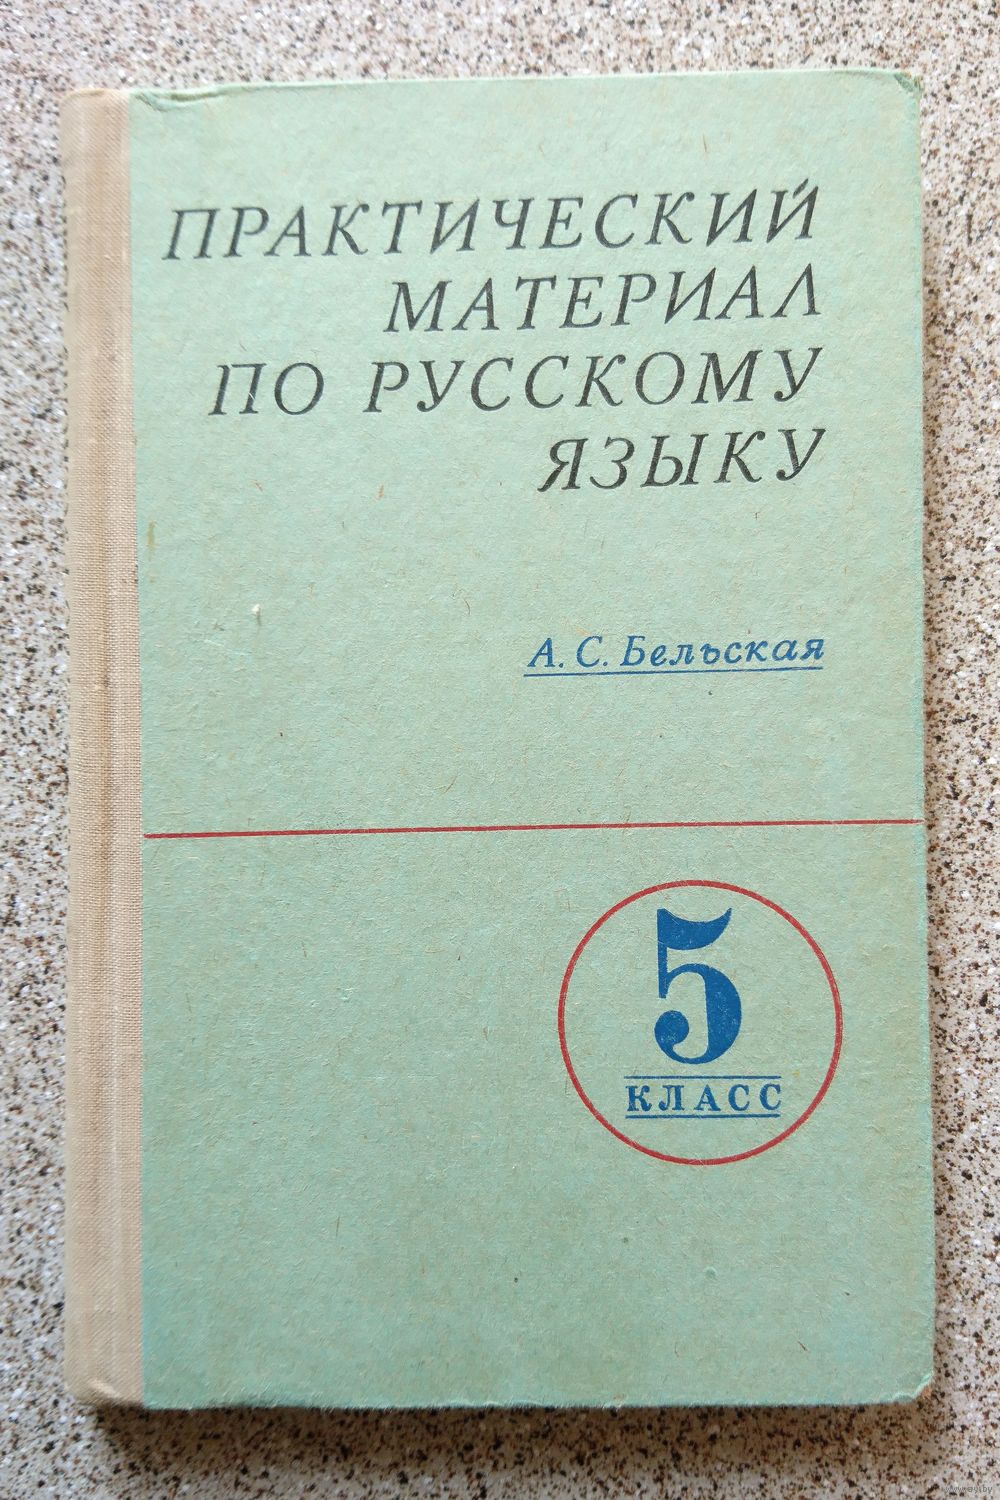 ПРАКТИЧЕСКИЙ
МАТЕРИАЛ
ПО РУССКОМУ
ЯЗЫКУ
А. С. Бельская
5
КЛАСС